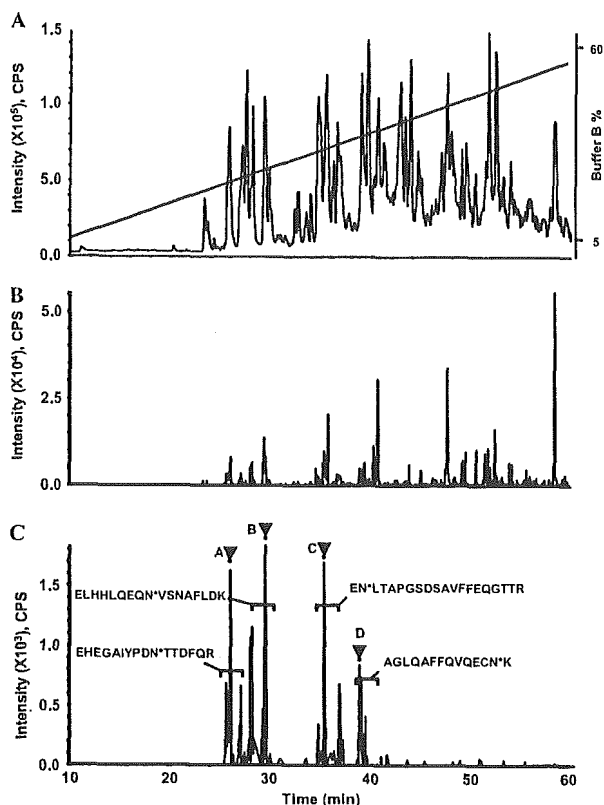 A
Intensity (X10⁵), CPS
1.5
1.0
5.0
0.0
60
Buffer B %
5
B
Intensity (X10⁴), CPS
5.0
2.5
0.0
C
Intensity (X10³), CPS
1.5
1.0
0.5
0.0
A
B
C
D
ELHHLQEQN*VSNAFLDK
EHEGAIYPDN*TTDFQR
EN*LTAPGSDSAVFFEQGTTR
AGLQAFFQVQECN*K
10
20
30
40
50
60
Time (min)